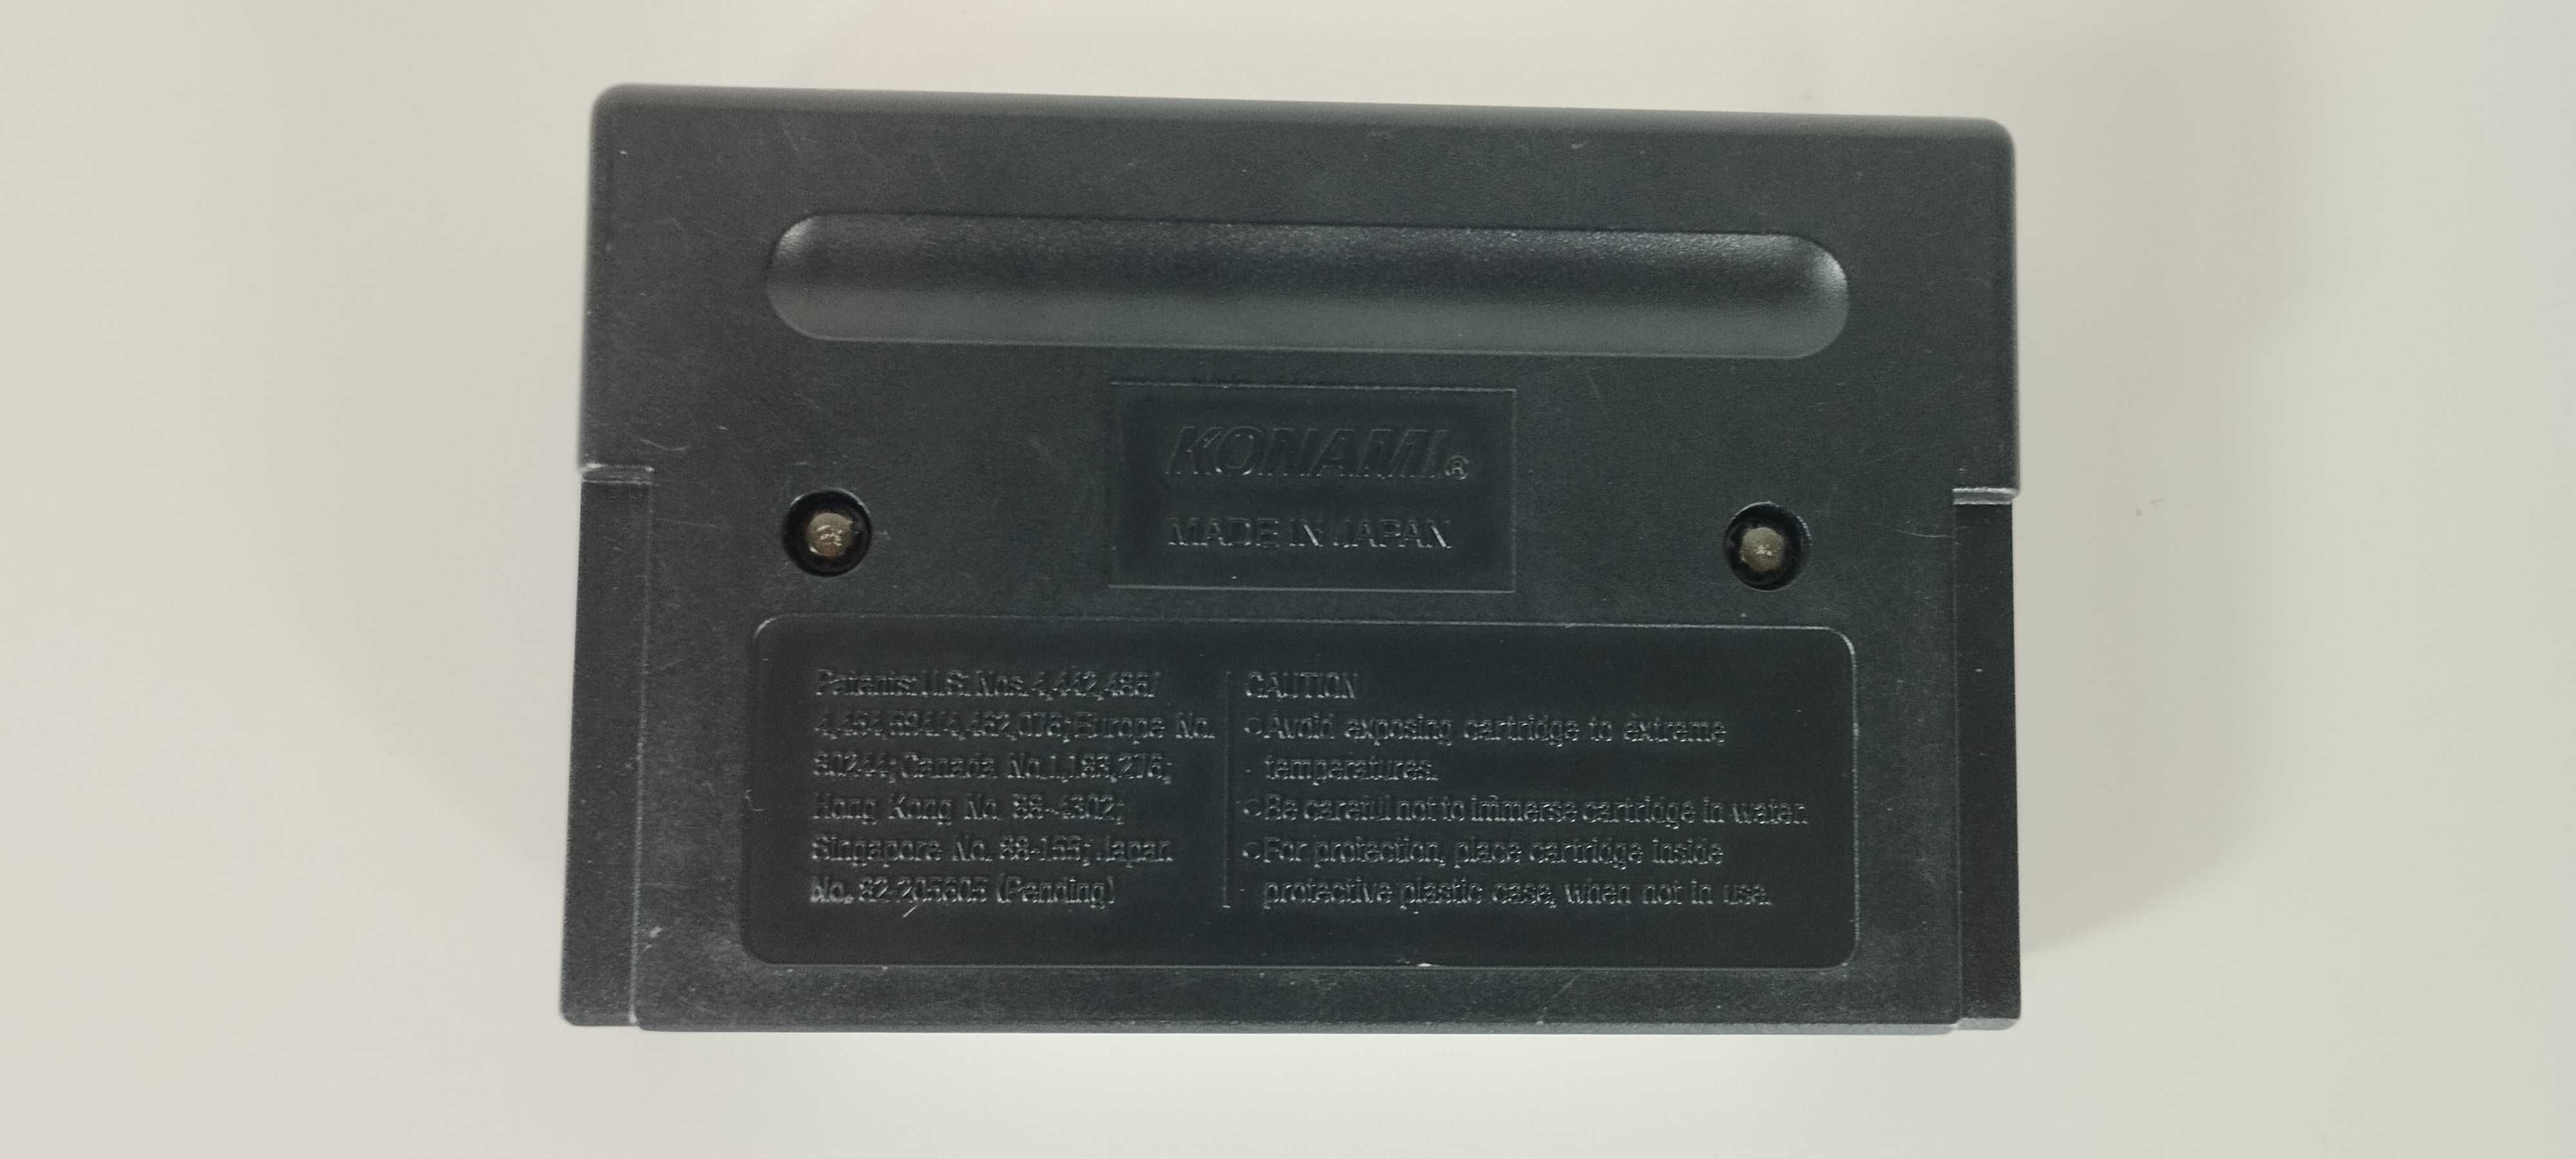 KONAMI®
MADE IN JAPAN
Patents: U.S. Nos. 4,442,486/
4,454,594/4,462,076; Europe No.
80244; Canada No. 1,183,276;
Hong Kong No. 88-4302;
Singapore No. 88-155; Japan
No. 82-205605 (Pending)
CAUTION
○Avoid exposing cartridge to extreme
temperatures.
○Be careful not to immerse cartridge in water.
○For protection, place cartridge inside
protective plastic case, when not in use.